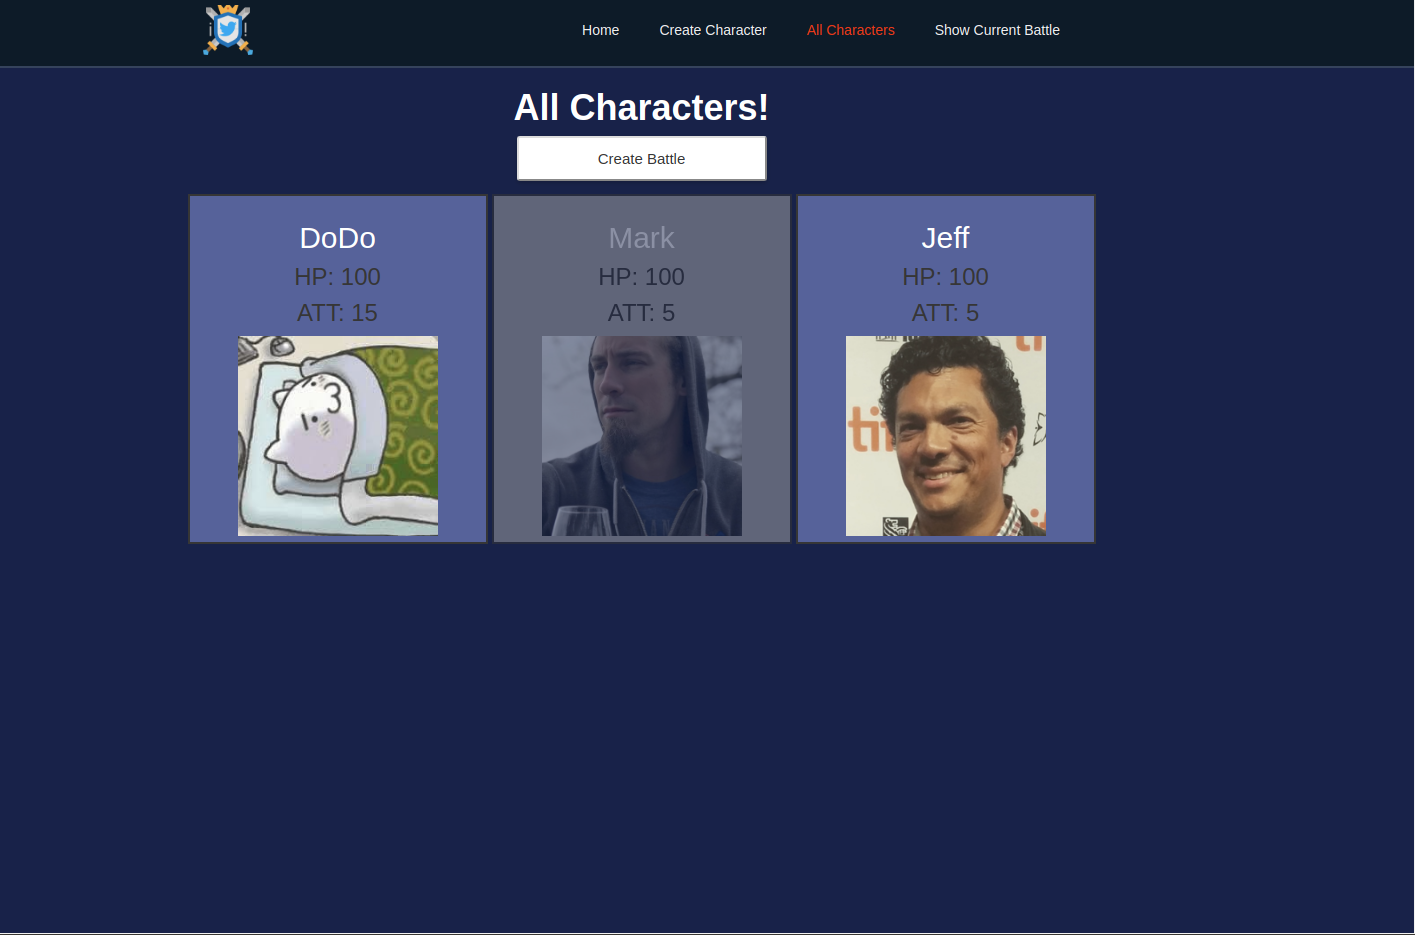 Home Create Character All Characters Show Current Battle
All Characters!
Create Battle
DoDo Mark Jeff
HP: 100 HP: 100 HP: 100
ATT: 15 ATT: 5 ATT: 5